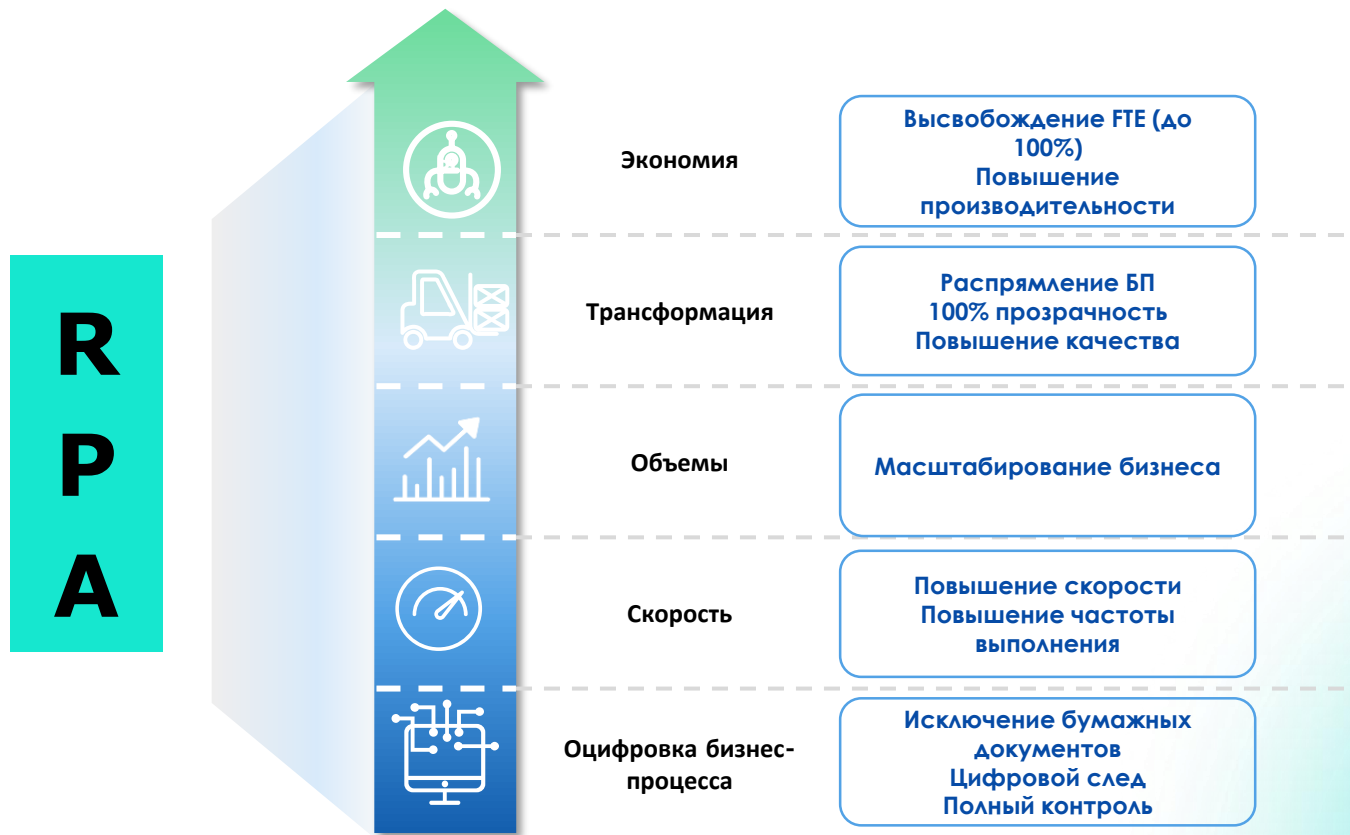 R
P
A
Экономия
Высвобождение FTE (до
100%)
Повышение
производительности
Трансформация
Распрямление БП
100% прозрачность
Повышение качества
Объемы
Масштабирование бизнеса
Скорость
Повышение скорости
Повышение частоты
выполнения
Оцифровка бизнес-
процесса
Исключение бумажных
документов
Цифровой след
Полный контроль